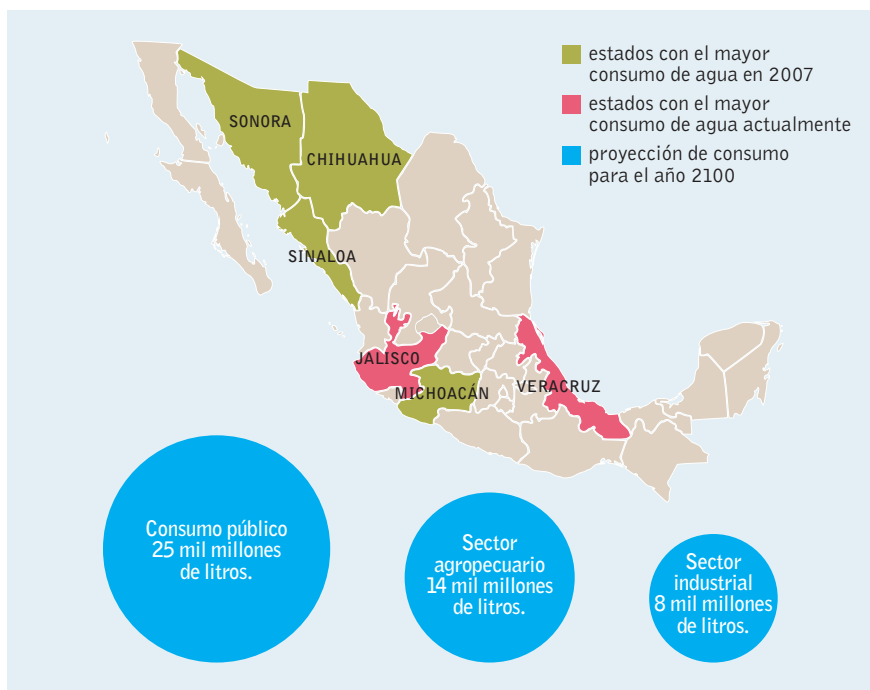 estados con el mayor
consumo de agua en 2007
estados con el mayor
consumo de agua actualmente
proyección de consumo
para el año 2100
SONORA
CHIHUAHUA
SINALOA
JALISCO
MICHOACÁN
VERACRUZ
Consumo público
25 mil millones
de litros.
Sector
agropecuario
14 mil millones
de litros.
Sector
industrial
8 mil millones
de litros.